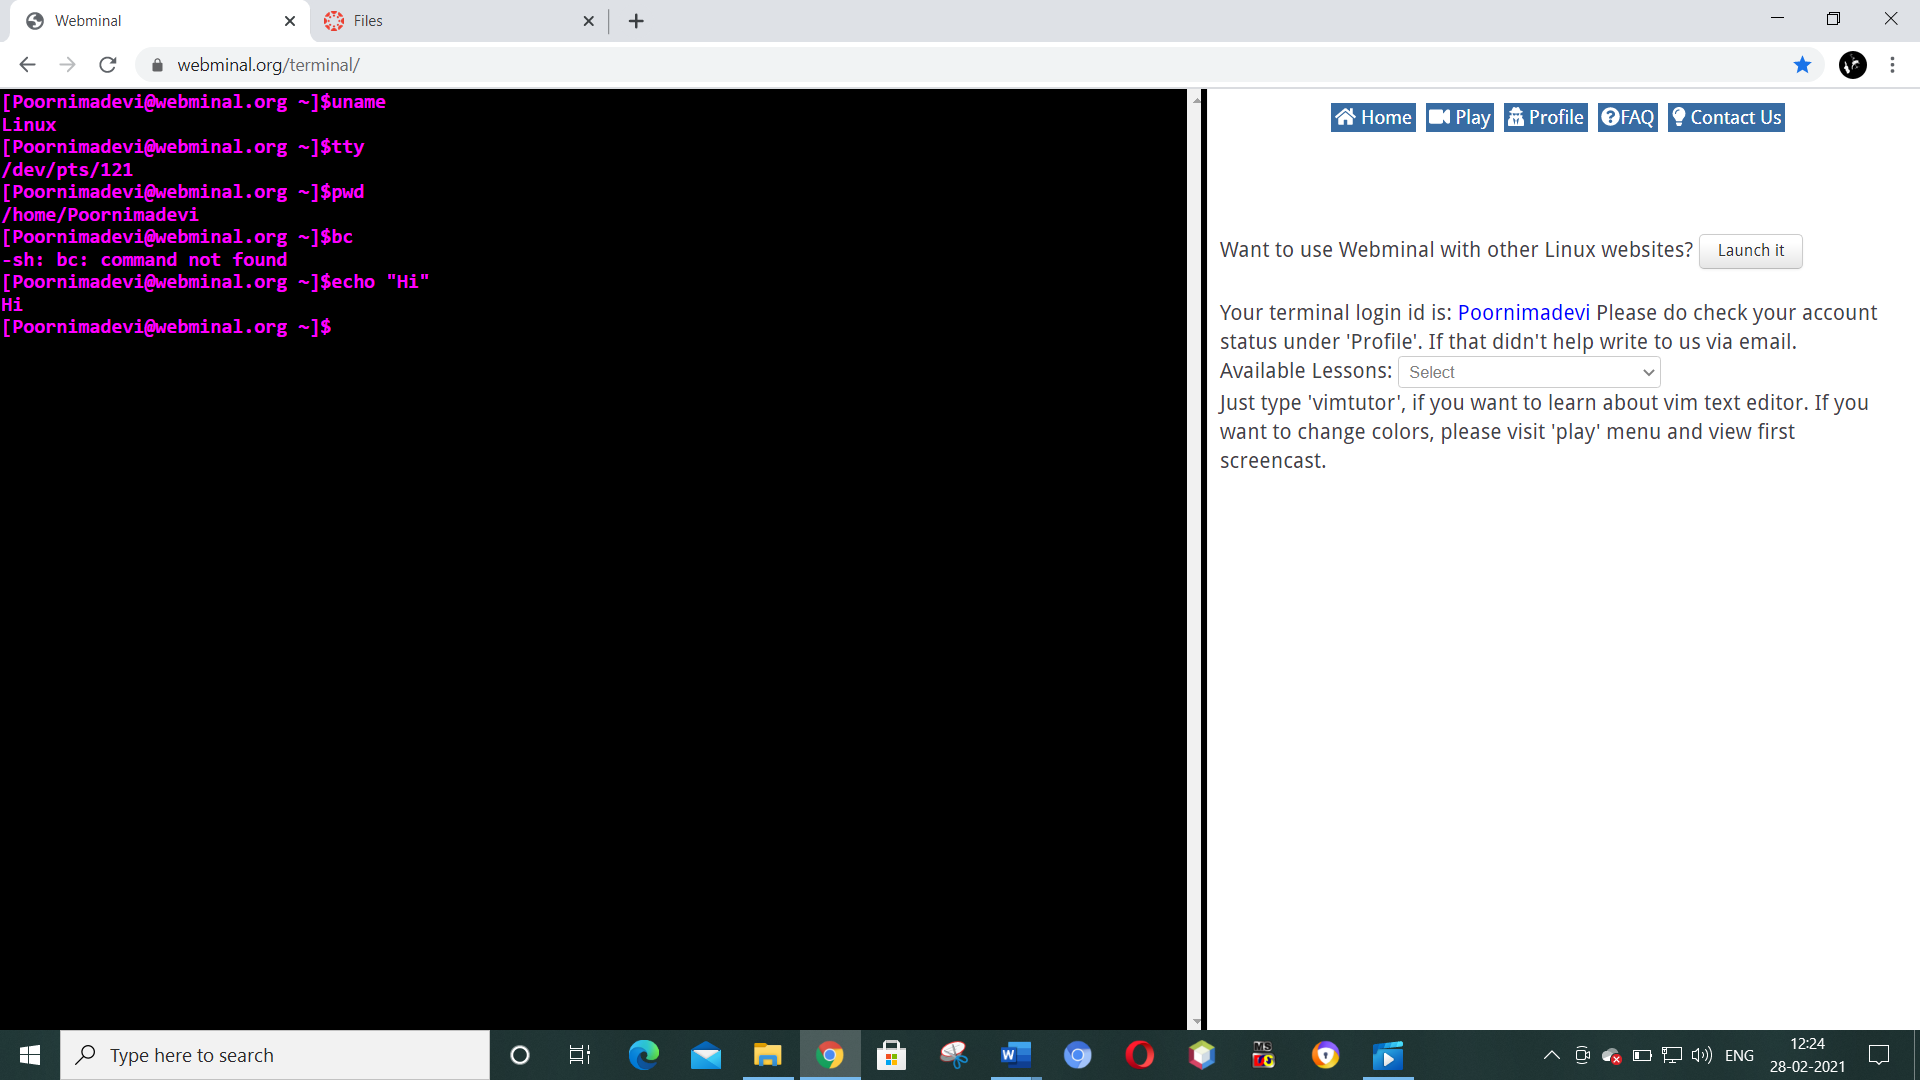 Webminal
Files
webminal.org/terminal/
[Poornimadevi@webminal.org ~]$uname
Linux
[Poornimadevi@webminal.org ~]$tty
/dev/pts/121
[Poornimadevi@webminal.org ~]$pwd
/home/Poornimadevi
[Poornimadevi@webminal.org ~]$bc
-sh: bc: command not found
[Poornimadevi@webminal.org ~]$echo "Hi"
Hi
[Poornimadevi@webminal.org ~]$
Home Play Profile FAQ Contact Us
Want to use Webminal with other Linux websites? Launch it
Your terminal login id is: Poornimadevi Please do check your account
status under 'Profile'. If that didn't help write to us via email.
Available Lessons: Select
Just type 'vimtutor', if you want to learn about vim text editor. If you
want to change colors, please visit 'play' menu and view first
screencast.
Type here to search
ENG
12:24
28-02-2021